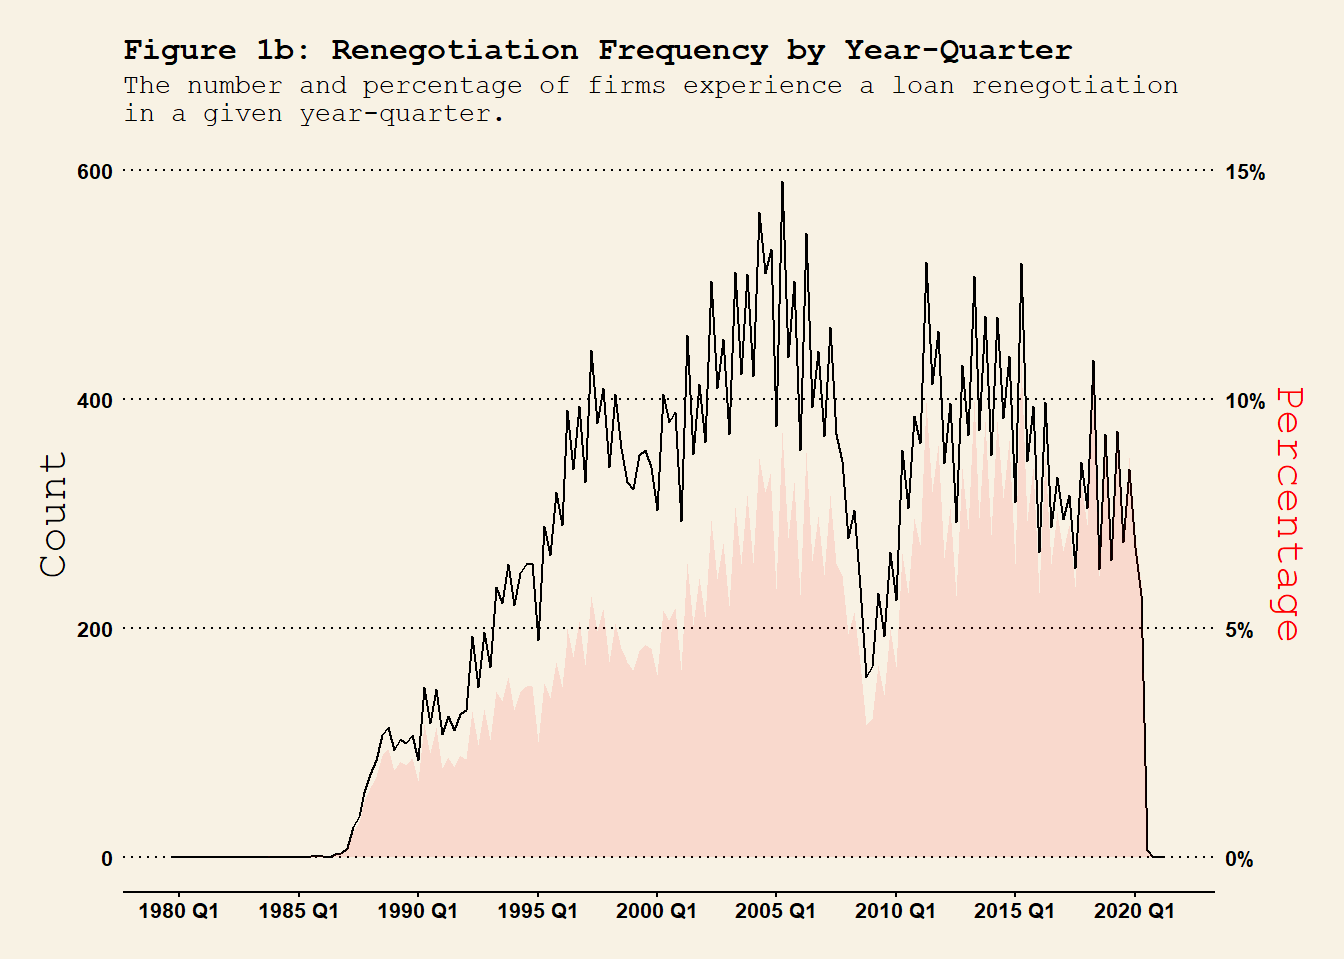 Figure 1b: Renegotiation Frequency by Year-Quarter
The number and percentage of firms experience a loan renegotiation
in a given year-quarter.
600
400
200
0
Count
15%
10%
5%
0%
Percentage
1980 Q1 1985 Q1 1990 Q1 1995 Q1 2000 Q1 2005 Q1 2010 Q1 2015 Q1 2020 Q1